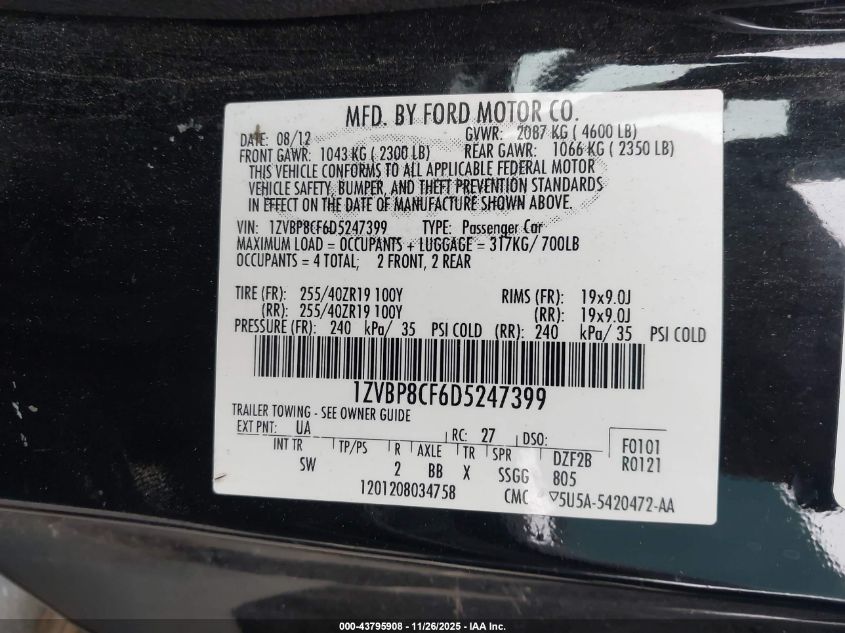 MFD. BY FORD MOTOR CO.
DATE: 08/12 GVWR: 2087 KG ( 4600 LB)
FRONT GAWR: 1043 KG ( 2300 LB) REAR GAWR: 1066 KG ( 2350 LB)
THIS VEHICLE CONFORMS TO ALL APPLICABLE FEDERAL MOTOR
VEHICLE SAFETY, BUMPER, AND THEFT PREVENTION STANDARDS
IN EFFECT ON THE DATE OF MANUFACTURE SHOWN ABOVE.
VIN: 1ZVBP8CF6D5247399 TYPE: Passenger Car
MAXIMUM LOAD = OCCUPANTS + LUGGAGE = 317KG/ 700LB
OCCUPANTS = 4 TOTAL; 2 FRONT, 2 REAR
TIRE (FR): 255/40ZR19 100Y RIMS (FR): 19x9.0J
(RR): 255/40ZR19 100Y (RR): 19x9.0J
PRESSURE (FR): 240 kPa/ 35 PSI COLD (RR): 240 kPa/ 35 PSI COLD
1ZVBP8CF6D5247399
TRAILER TOWING - SEE OWNER GUIDE
EXT PNT: UA RC: 27 DSO: F0101
INT TR TP/PS R AXLE TR SPR DZF2B R0121
SW 2 BB X SSGG 805
1201208034758 CMC ▽5U5A-5420472-AA
000-43795908 | 11/26/2025 - IAA Inc.